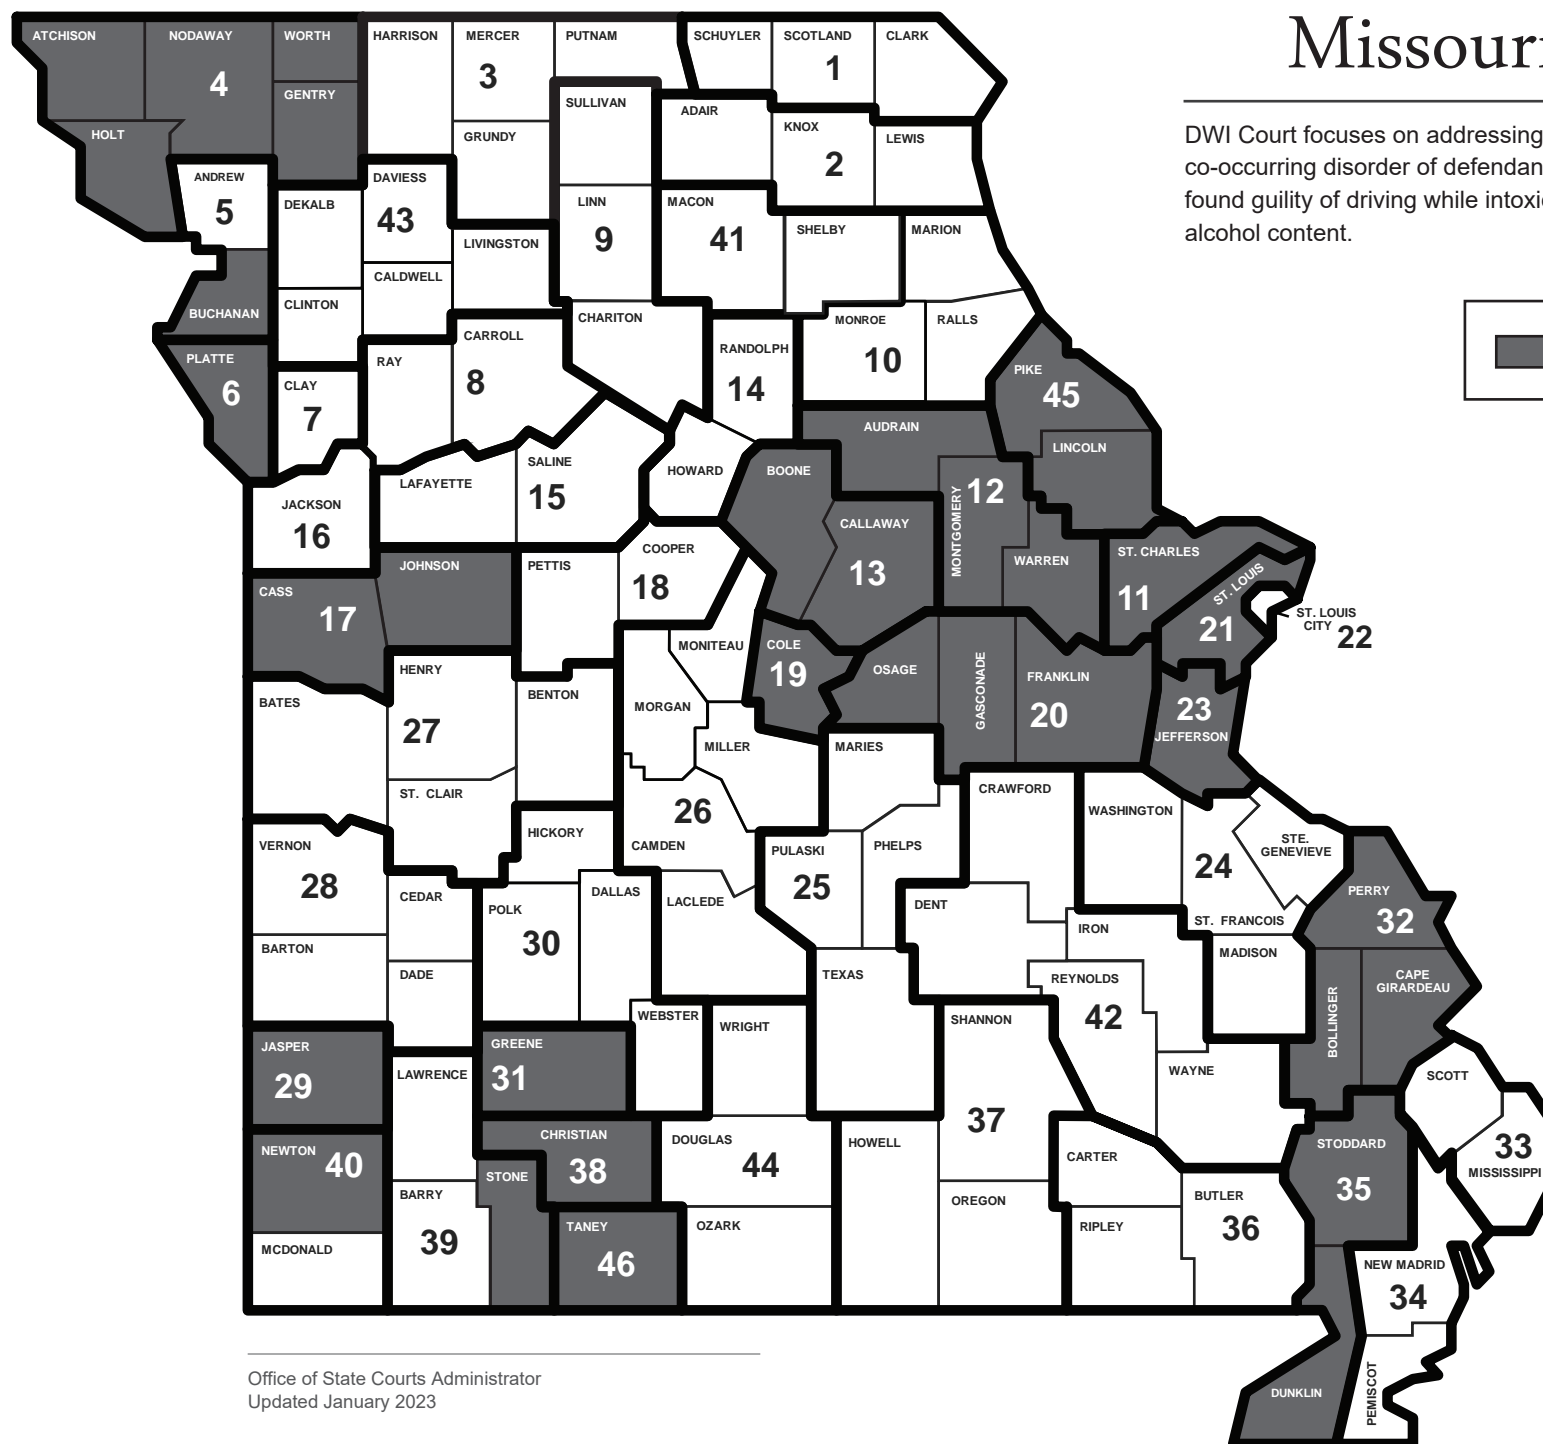 Missouri
DWI Court focuses on addressing
co-occurring disorder of defendan
found guility of driving while intoxi
alcohol content.
ATCHISON
NODAWAY
WORTH
HARRISON
MERCER
PUTNAM
SCHUYLER
SCOTLAND
CLARK
4
3
1
GENTRY
SULLIVAN
ADAIR
HOLT
GRUNDY
KNOX
LEWIS
2
ANDREW
5
DEKALB
DAVIESS
43
LINN
9
MACON
41
SHELBY
MARION
LIVINGSTON
CALDWELL
BUCHANAN
CLINTON
CHARITON
MONROE
RALLS
10
CARROLL
8
RANDOLPH
14
PLATTE
6
RAY
PIKE
45
CLAY
7
AUDRAIN
LINCOLN
SALINE
15
HOWARD
BOONE
LAFAYETTE
MONTGOMERY
12
JACKSON
16
CALLAWAY
13
COOPER
18
ST. CHARLES
11
JOHNSON
PETTIS
WARREN
ST. LOUIS
21
CASS
17
ST. LOUIS
CITY
22
MONITEAU
COLE
19
OSAGE
GASCONADE
FRANKLIN
20
HENRY
27
BENTON
BATES
MORGAN
MILLER
MARIES
23
JEFFERSON
ST. CLAIR
CRAWFORD
WASHINGTON
26
CAMDEN
HICKORY
VERNON
28
PULASKI
25
PHELPS
STE.
GENEVIEVE
24
ST. FRANCOIS
CEDAR
DALLAS
LACLEDE
DENT
PERRY
32
POLK
30
IRON
BARTON
MADISON
DADE
TEXAS
REYNOLDS
42
CAPE
GIRARDEAU
BOLLINGER
WEBSTER
WRIGHT
SHANNON
37
JASPER
29
GREENE
31
LAWRENCE
WAYNE
SCOTT
CHRISTIAN
38
DOUGLAS
44
HOWELL
NEWTON
40
STODDARD
35
33
MISSISSIPPI
CARTER
STONE
BARRY
39
OREGON
BUTLER
36
TANEY
46
OZARK
RIPLEY
MCDONALD
NEW MADRID
34
DUNKLIN
PEMISCOT
Office of State Courts Administrator
Updated January 2023